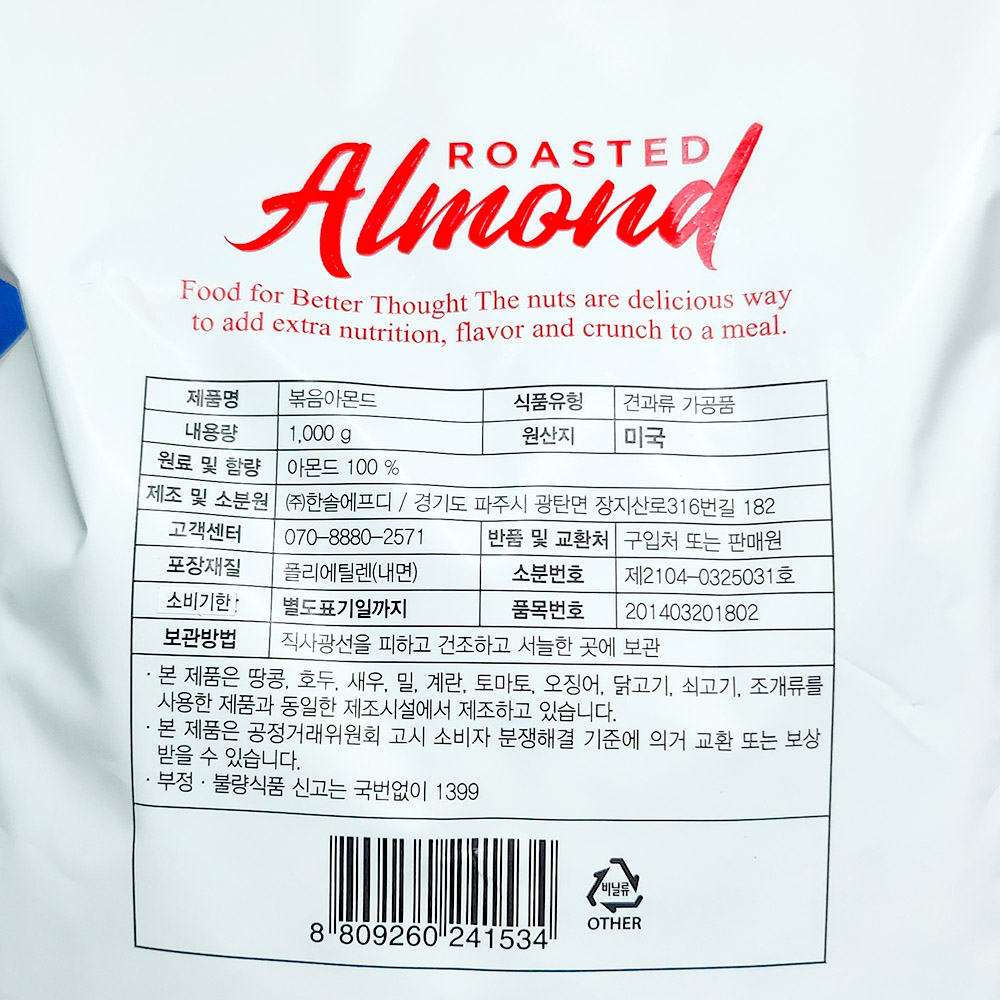 ROASTED
Almond
Food for Better Thought The nuts are delicious way
to add extra nutrition, flavor and crunch to a meal.
제품명 볶음아몬드 식품유형 견과류 가공품
내용량 1,000 g 원산지 미국
원료 및 함량 아몬드 100 %
제조 및 소분원 ㈜한솔에프디 / 경기도 파주시 광탄면 장지산로316번길 182
고객센터 070-8880-2571 반품 및 교환처 구입처 또는 판매원
포장재질 폴리에틸렌(내면) 소분번호 제2104-0325031호
소비기한 별도표기일까지 품목번호 201403201802
보관방법 직사광선을 피하고 건조하고 서늘한 곳에 보관
· 본 제품은 땅콩, 호두, 새우, 밀, 계란, 토마토, 오징어, 닭고기, 쇠고기, 조개류를
사용한 제품과 동일한 제조시설에서 제조하고 있습니다.
· 본 제품은 공정거래위원회 고시 소비자 분쟁해결 기준에 의거 교환 또는 보상
받을 수 있습니다.
· 부정 · 불량식품 신고는 국번없이 1399
비닐류
OTHER
8 809260 241534